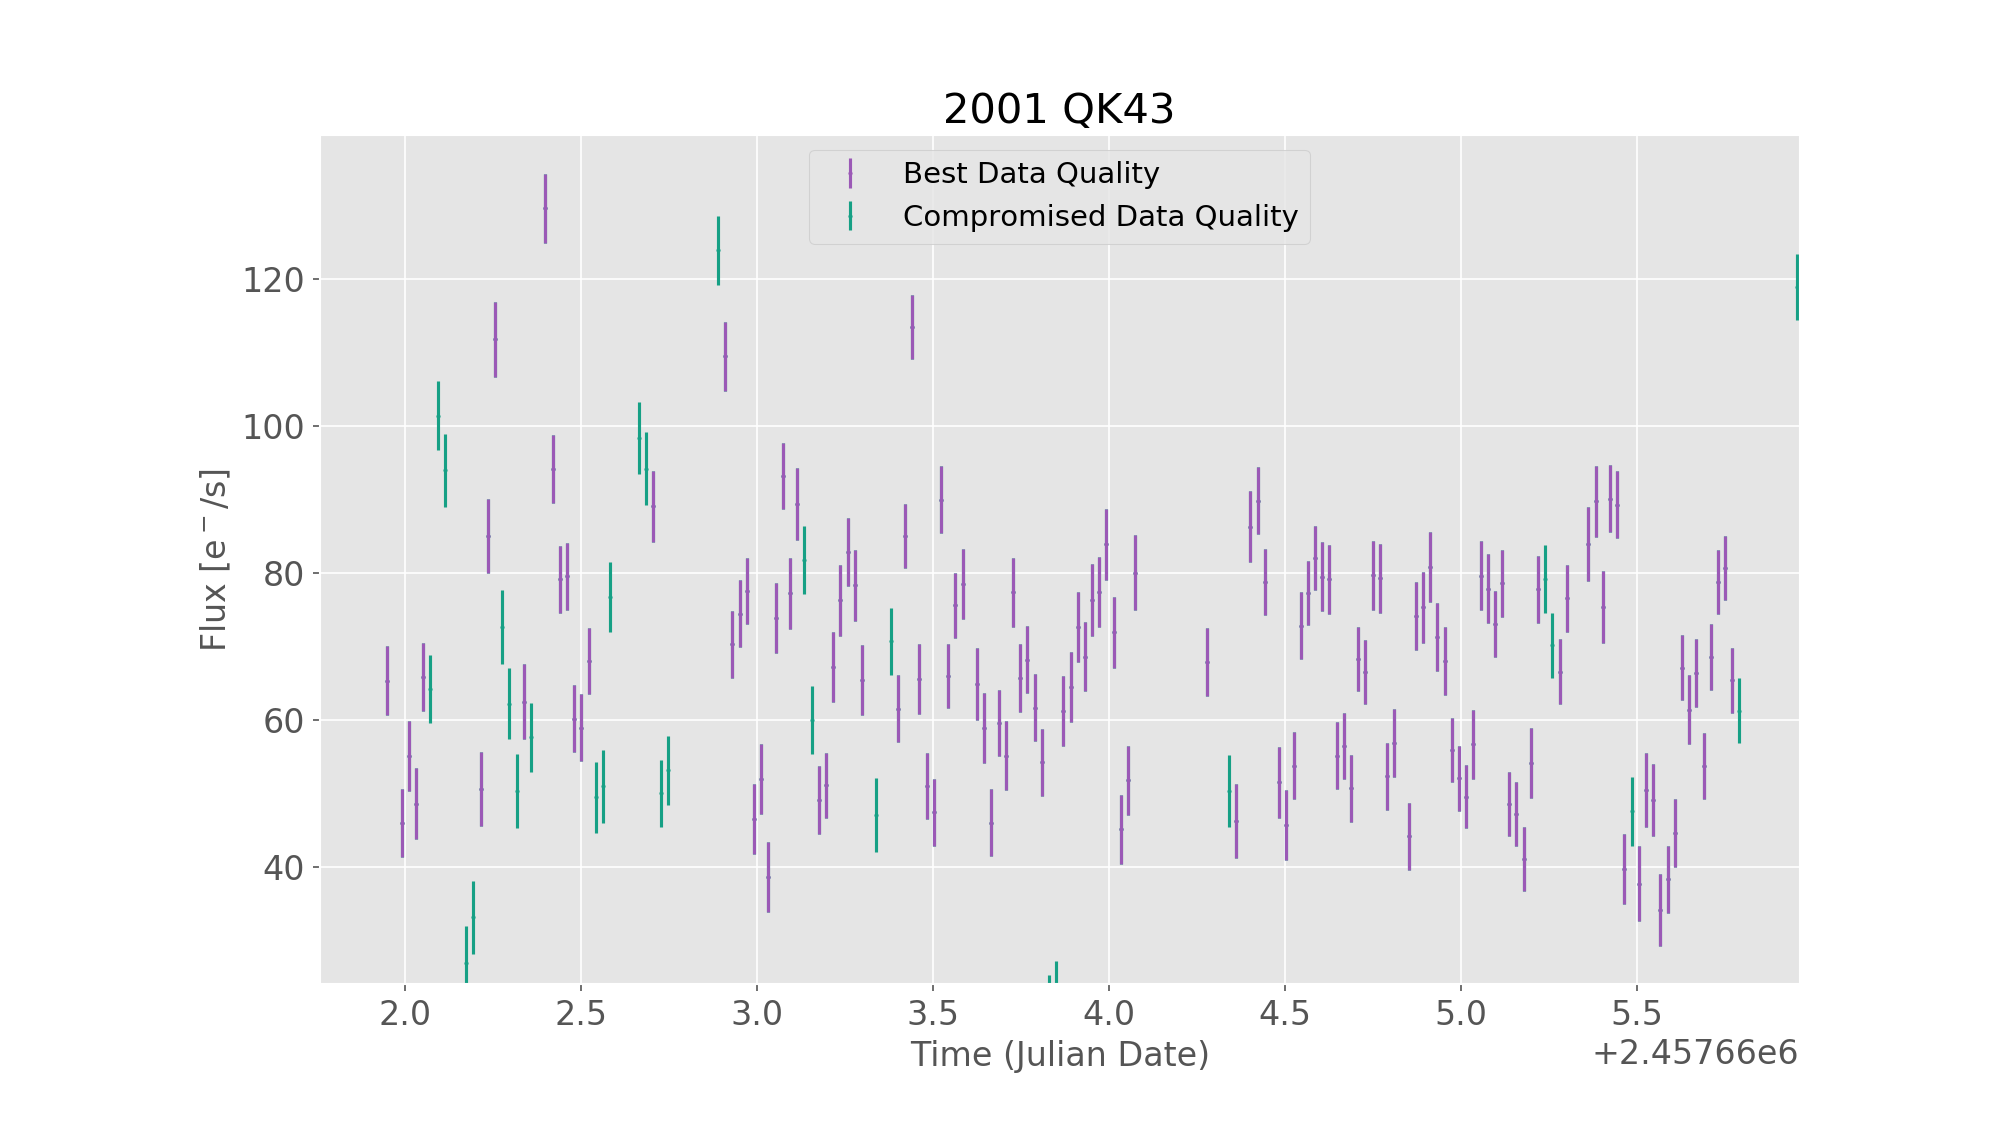 2001 QK43
Best Data Quality
Compromised Data Quality
120
100
80
60
40
Flux [e⁻/s]
2.0 2.5 3.0 3.5 4.0 4.5 5.0 5.5
Time (Julian Date)
+2.45766e6